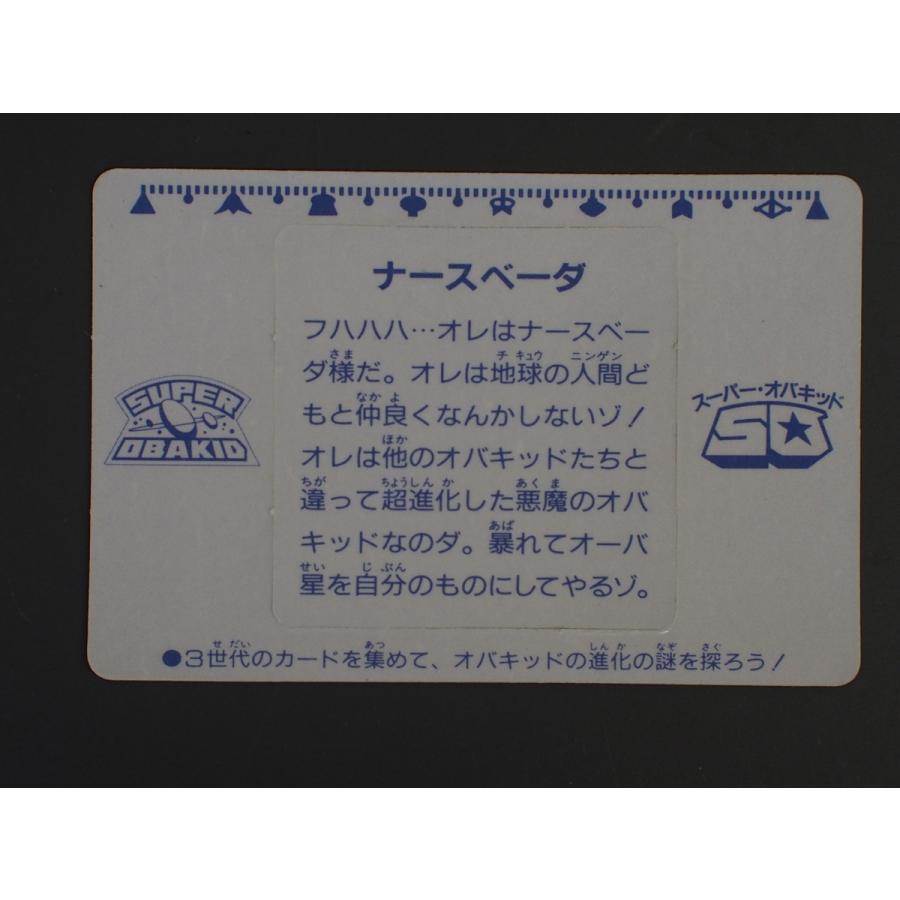 ナースベーダ
フハハハ…オレはナースベー
ダ様だ。オレは地球の人間ど
もと仲良くなんかしないゾ！
オレは他のオバキッドたちと
違って超進化した悪魔のオバ
キッドなのダ。暴れてオーバ
星を自分のものにしてやるゾ。
SUPER
OBAKID
スーパー・オバキッド
SD
●3世代のカードを集めて、オバキッドの進化の謎を探ろう！